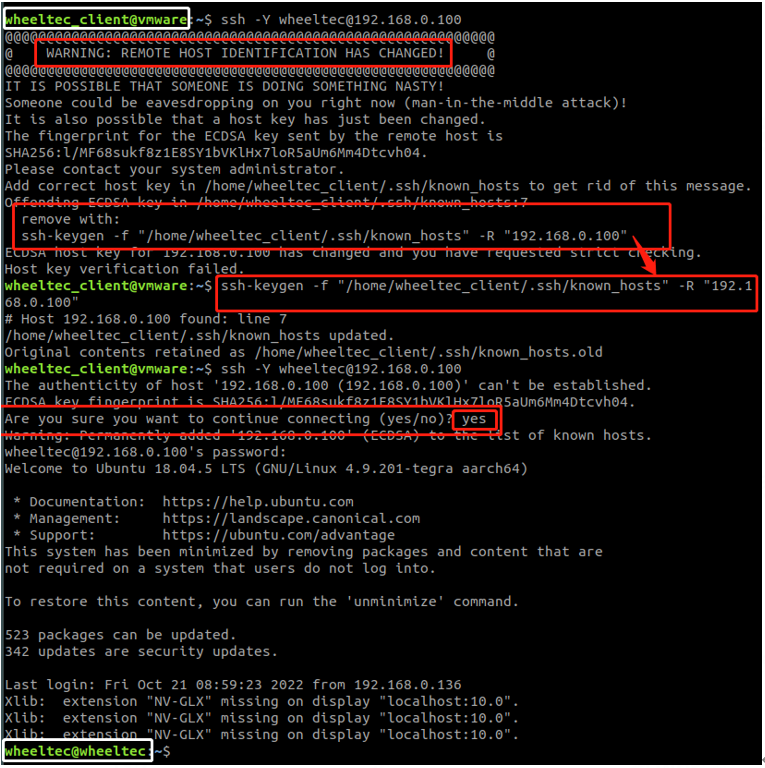 wheeltec_client@vmware:~$ ssh -Y wheeltec@192.168.0.100
@@@@@@@@@@@@@@@@@@@@@@@@@@@@@@@@@@@@@@@@@@@@@@@@@@@@@@@@@@@
@    WARNING: REMOTE HOST IDENTIFICATION HAS CHANGED!     @
@@@@@@@@@@@@@@@@@@@@@@@@@@@@@@@@@@@@@@@@@@@@@@@@@@@@@@@@@@@
IT IS POSSIBLE THAT SOMEONE IS DOING SOMETHING NASTY!
Someone could be eavesdropping on you right now (man-in-the-middle attack)!
It is also possible that a host key has just been changed.
The fingerprint for the ECDSA key sent by the remote host is
SHA256:l/MF68sukf8z1E8SY1bVKlHx7loR5aUm6Mm4Dtcvh04.
Please contact your system administrator.
Add correct host key in /home/wheeltec_client/.ssh/known_hosts to get rid of this message.
Offending ECDSA key in /home/wheeltec_client/.ssh/known_hosts:7
  remove with:
  ssh-keygen -f "/home/wheeltec_client/.ssh/known_hosts" -R "192.168.0.100"
ECDSA host key for 192.168.0.100 has changed and you have requested strict checking.
Host key verification failed.
wheeltec_client@vmware:~$ ssh-keygen -f "/home/wheeltec_client/.ssh/known_hosts" -R "192.1
68.0.100"
# Host 192.168.0.100 found: line 7
/home/wheeltec_client/.ssh/known_hosts updated.
Original contents retained as /home/wheeltec_client/.ssh/known_hosts.old
wheeltec_client@vmware:~$ ssh -Y wheeltec@192.168.0.100
The authenticity of host '192.168.0.100 (192.168.0.100)' can't be established.
ECDSA key fingerprint is SHA256:l/MF68sukf8z1E8SY1bVKlHx7loR5aUm6Mm4Dtcvh04.
Are you sure you want to continue connecting (yes/no)? yes
Warning: Permanently added '192.168.0.100' (ECDSA) to the list of known hosts.
wheeltec@192.168.0.100's password:
Welcome to Ubuntu 18.04.5 LTS (GNU/Linux 4.9.201-tegra aarch64)
 * Documentation:  https://help.ubuntu.com
 * Management:     https://landscape.canonical.com
 * Support:        https://ubuntu.com/advantage
This system has been minimized by removing packages and content that are
not required on a system that users do not log into.
To restore this content, you can run the 'unminimize' command.
523 packages can be updated.
342 updates are security updates.
Last login: Fri Oct 21 08:59:23 2022 from 192.168.0.136
Xlib:  extension "NV-GLX" missing on display "localhost:10.0".
Xlib:  extension "NV-GLX" missing on display "localhost:10.0".
Xlib:  extension "NV-GLX" missing on display "localhost:10.0".
wheeltec@wheeltec:~$